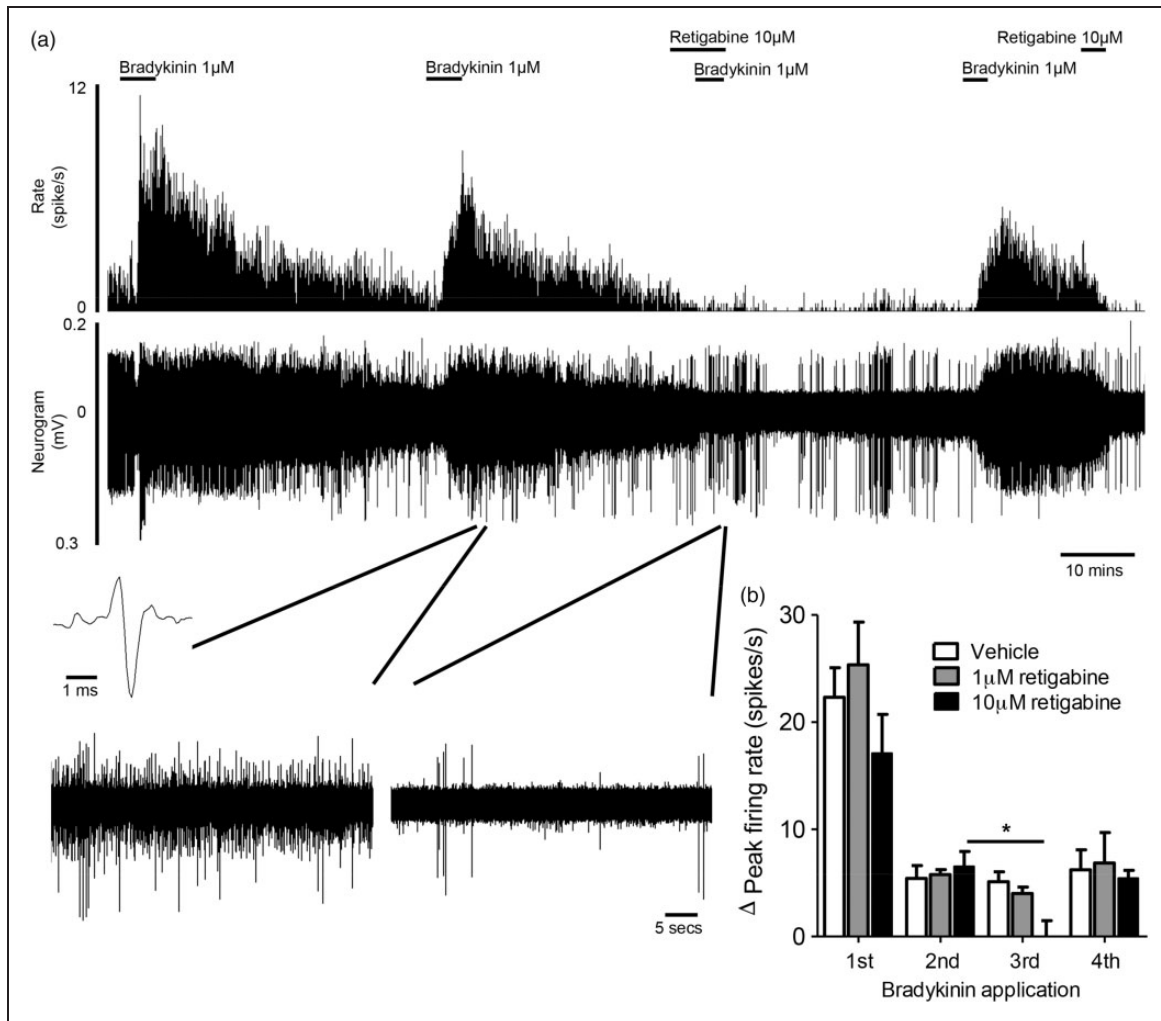 (a)
Retigabine 10µM
Retigabine 10µM
Bradykinin 1µM
Bradykinin 1µM
Bradykinin 1µM
Bradykinin 1µM
12
Rate
(spike/s)
0
0.2
0
Neurogram
(mV)
0.3
10 mins
1 ms
5 secs
(b)
30
20
10
0
Δ Peak firing rate (spikes/s)
Vehicle
1µM retigabine
10µM retigabine
*
1st 2nd 3rd 4th
Bradykinin application